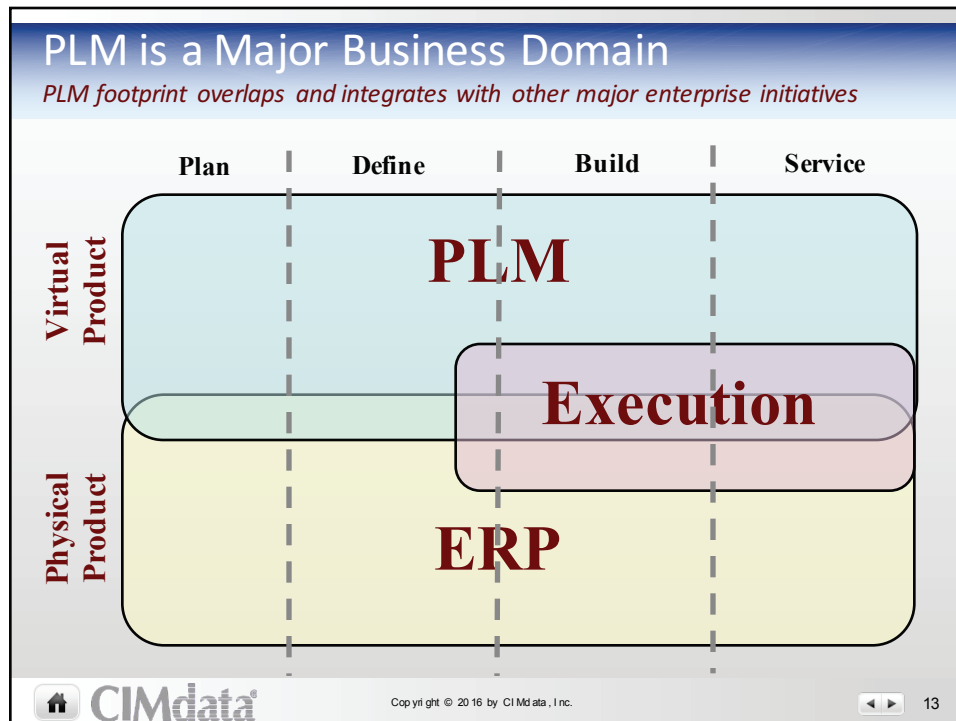 PLM is a Major Business Domain
PLM footprint overlaps and integrates with other major enterprise initiatives
Plan Define Build Service
Virtual
Product
PLM
Execution
Physical
Product
ERP
CIMdata®
Copyright © 2016 by CIMdata, Inc.
13